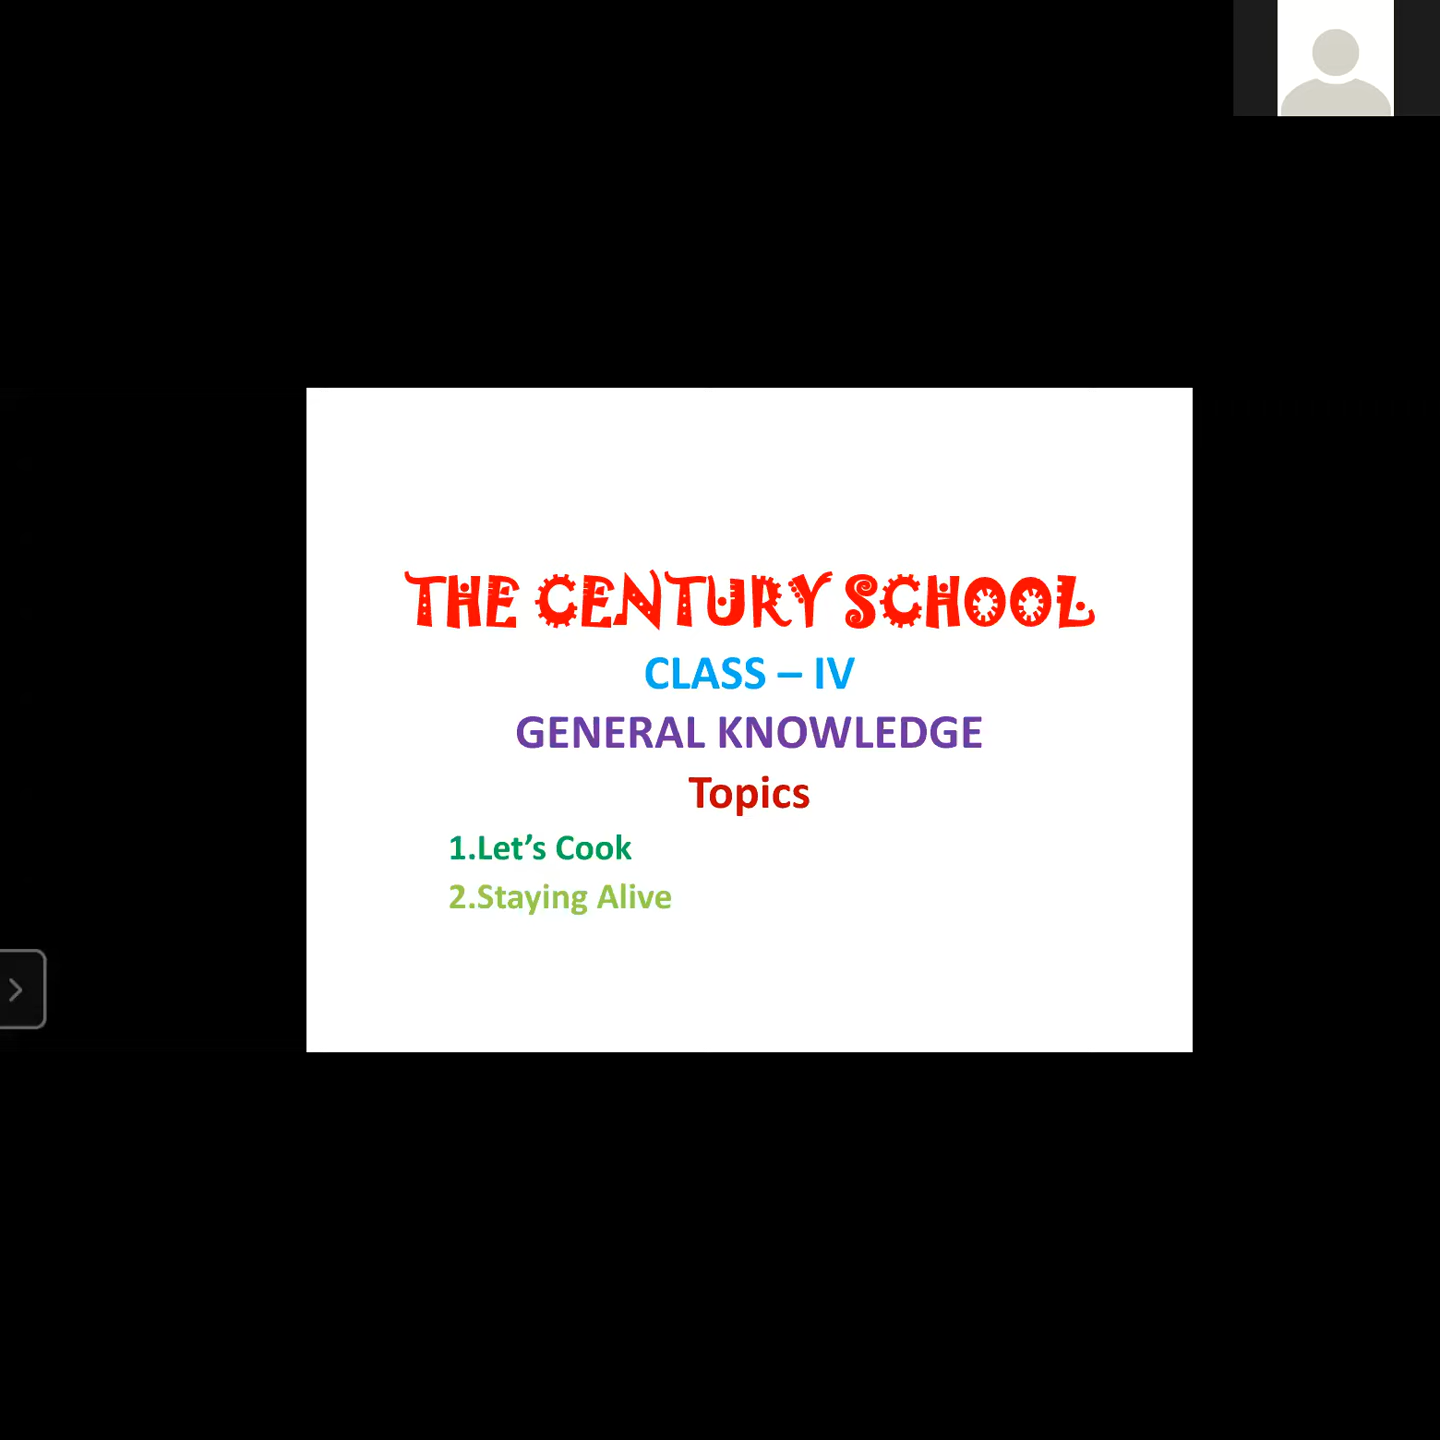 THE CENTURY SCHOOL
CLASS – IV
GENERAL KNOWLEDGE
Topics
1.Let’s Cook
2.Staying Alive